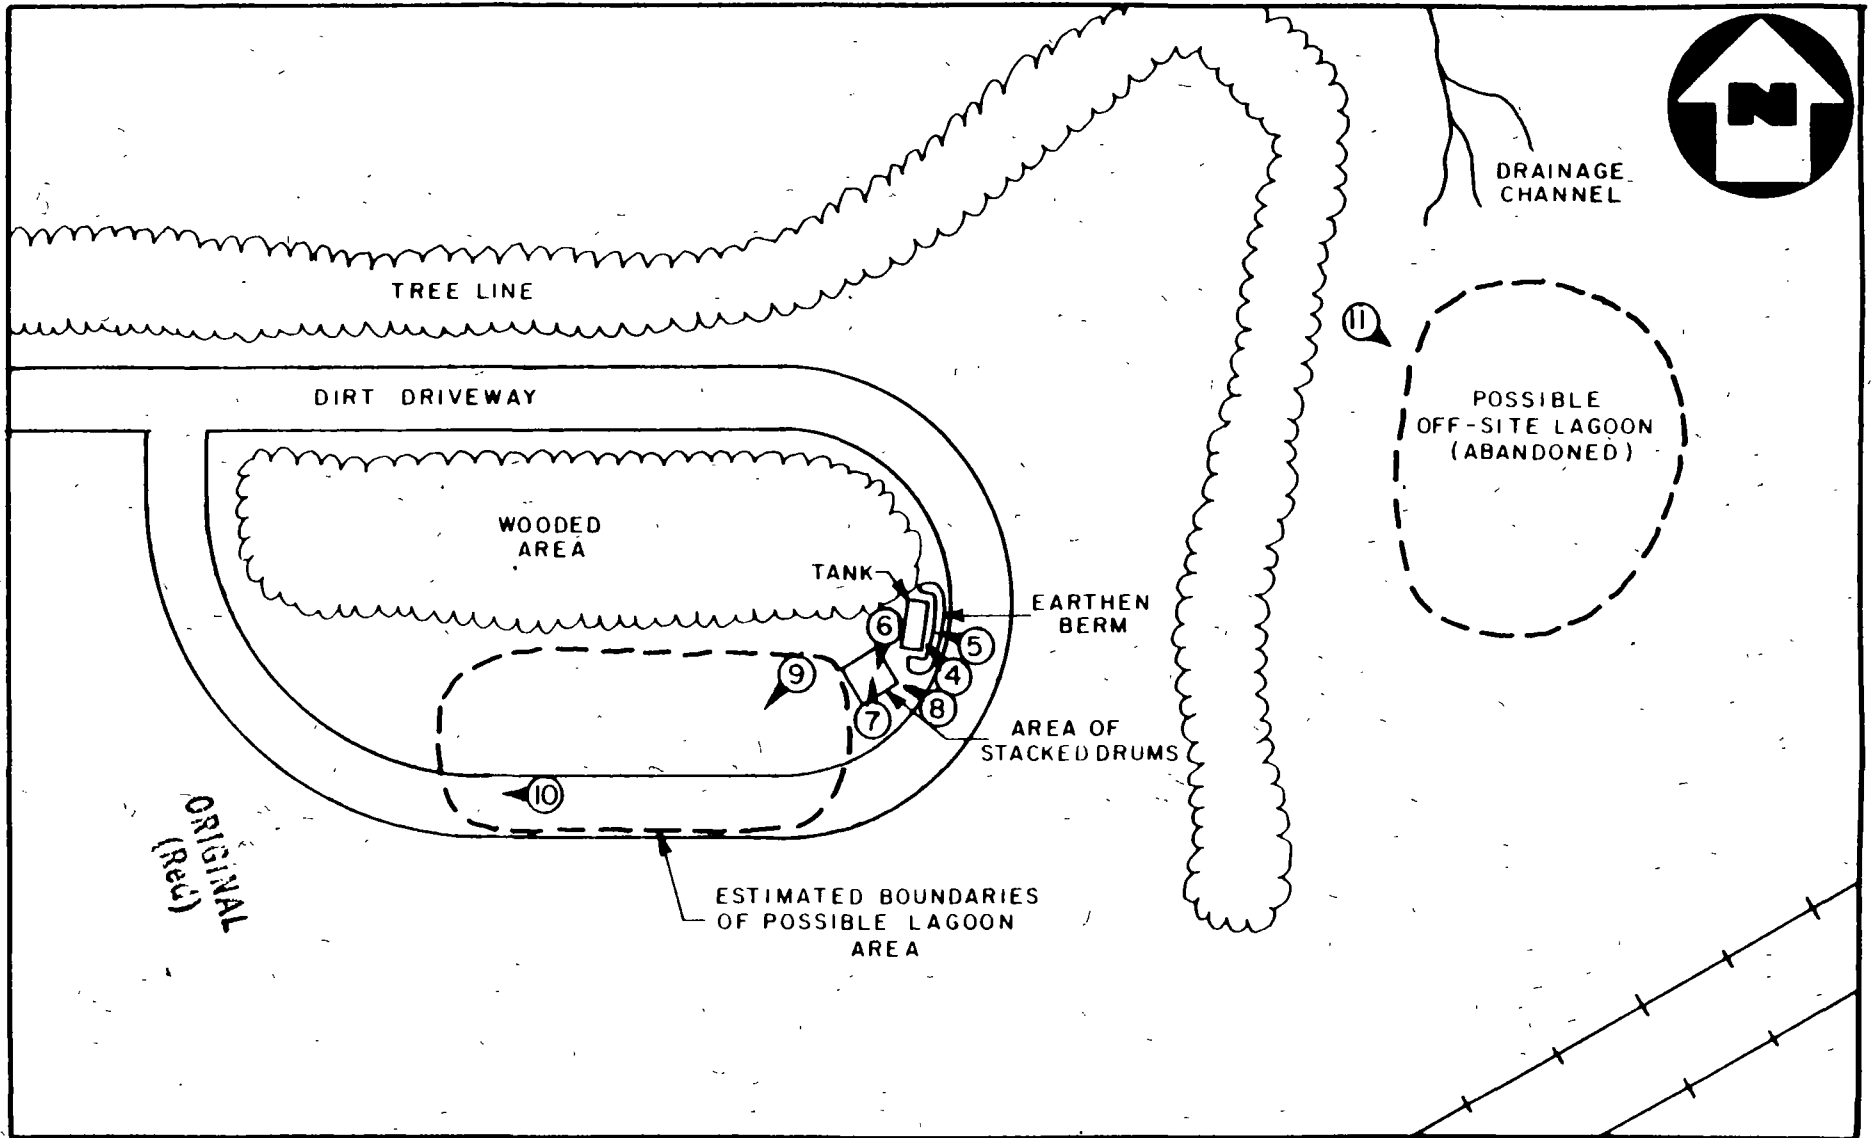 N
DRAINAGE
CHANNEL
TREE LINE
11
DIRT DRIVEWAY
POSSIBLE
OFF-SITE LAGOON
(ABANDONED)
WOODED
AREA
TANK
EARTHEN
BERM
6
5
4
9
8
7
AREA OF
STACKED DRUMS
10
ORIGINAL
(Red)
ESTIMATED BOUNDARIES
OF POSSIBLE LAGOON
AREA